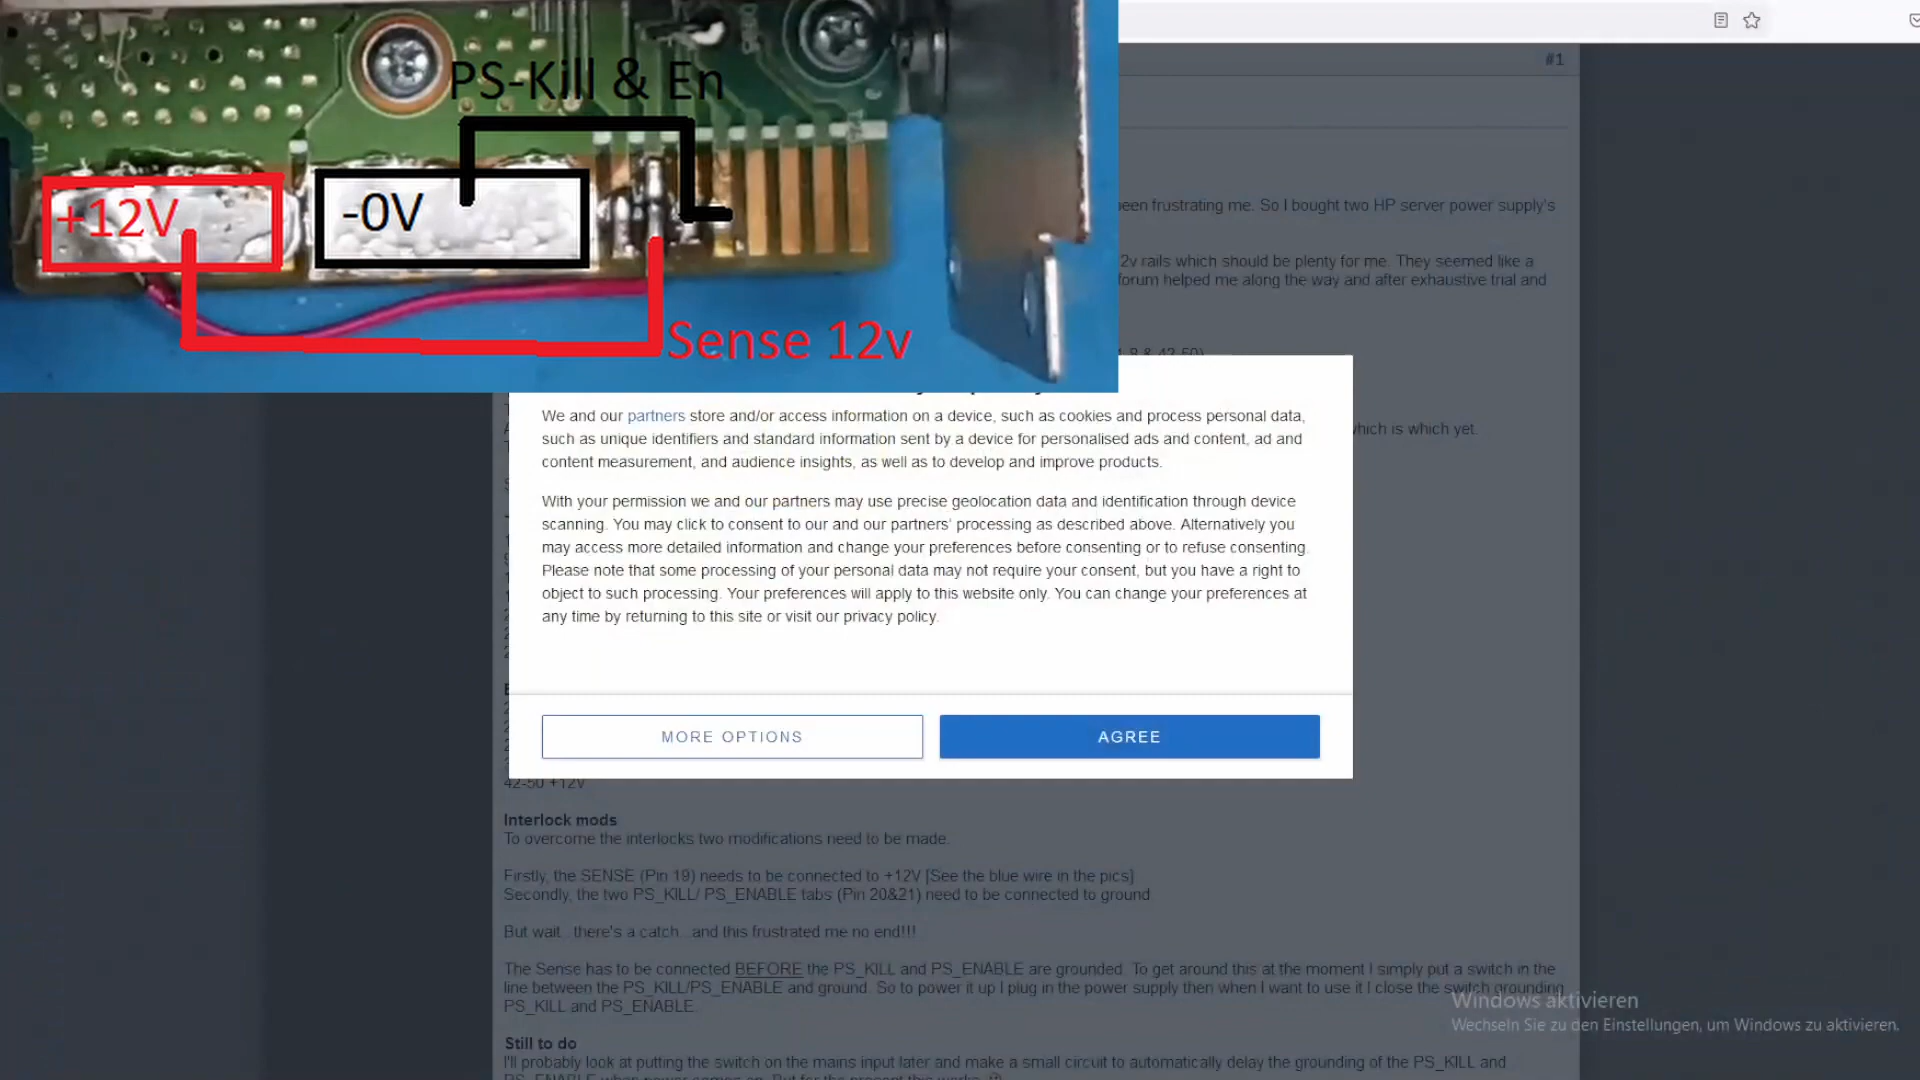 #1
PS-Kill & En
+12V
-0V
Sense 12v
een frustrating me. So I bought two HP server power supply's
2v rails which should be plenty for me. They seemed like a
forum helped me along the way and after exhaustive trial and
which is which yet.
We and our partners store and/or access information on a device, such as cookies and process personal data,
such as unique identifiers and standard information sent by a device for personalised ads and content, ad and
content measurement, and audience insights, as well as to develop and improve products.
With your permission we and our partners may use precise geolocation data and identification through device
scanning. You may click to consent to our and our partners’ processing as described above. Alternatively you
may access more detailed information and change your preferences before consenting or to refuse consenting.
Please note that some processing of your personal data may not require your consent, but you have a right to
object to such processing. Your preferences will apply to this website only. You can change your preferences at
any time by returning to this site or visit our privacy policy.
MORE OPTIONS
AGREE
42-50 +12V
Interlock mods
To overcome the interlocks two modifications need to be made.
Firstly, the SENSE (Pin 19) needs to be connected to +12V [See the blue wire in the pics]
Secondly, the two PS_KILL/ PS_ENABLE tabs (Pin 20&21) need to be connected to ground
But wait...there's a catch...and this frustrated me no end!!!
The Sense has to be connected BEFORE the PS_KILL and PS_ENABLE are grounded. To get around this at the moment I simply put a switch in the
line between the PS_KILL/PS_ENABLE and ground. So to power it up I plug in the power supply then when I want to use it I close the switch grounding
PS_KILL and PS_ENABLE.
Windows aktivieren
Wechseln Sie zu den Einstellungen, um Windows zu aktivieren.
Still to do
I'll probably look at putting the switch on the mains input later and make a small circuit to automatically delay the grounding of the PS_KILL and